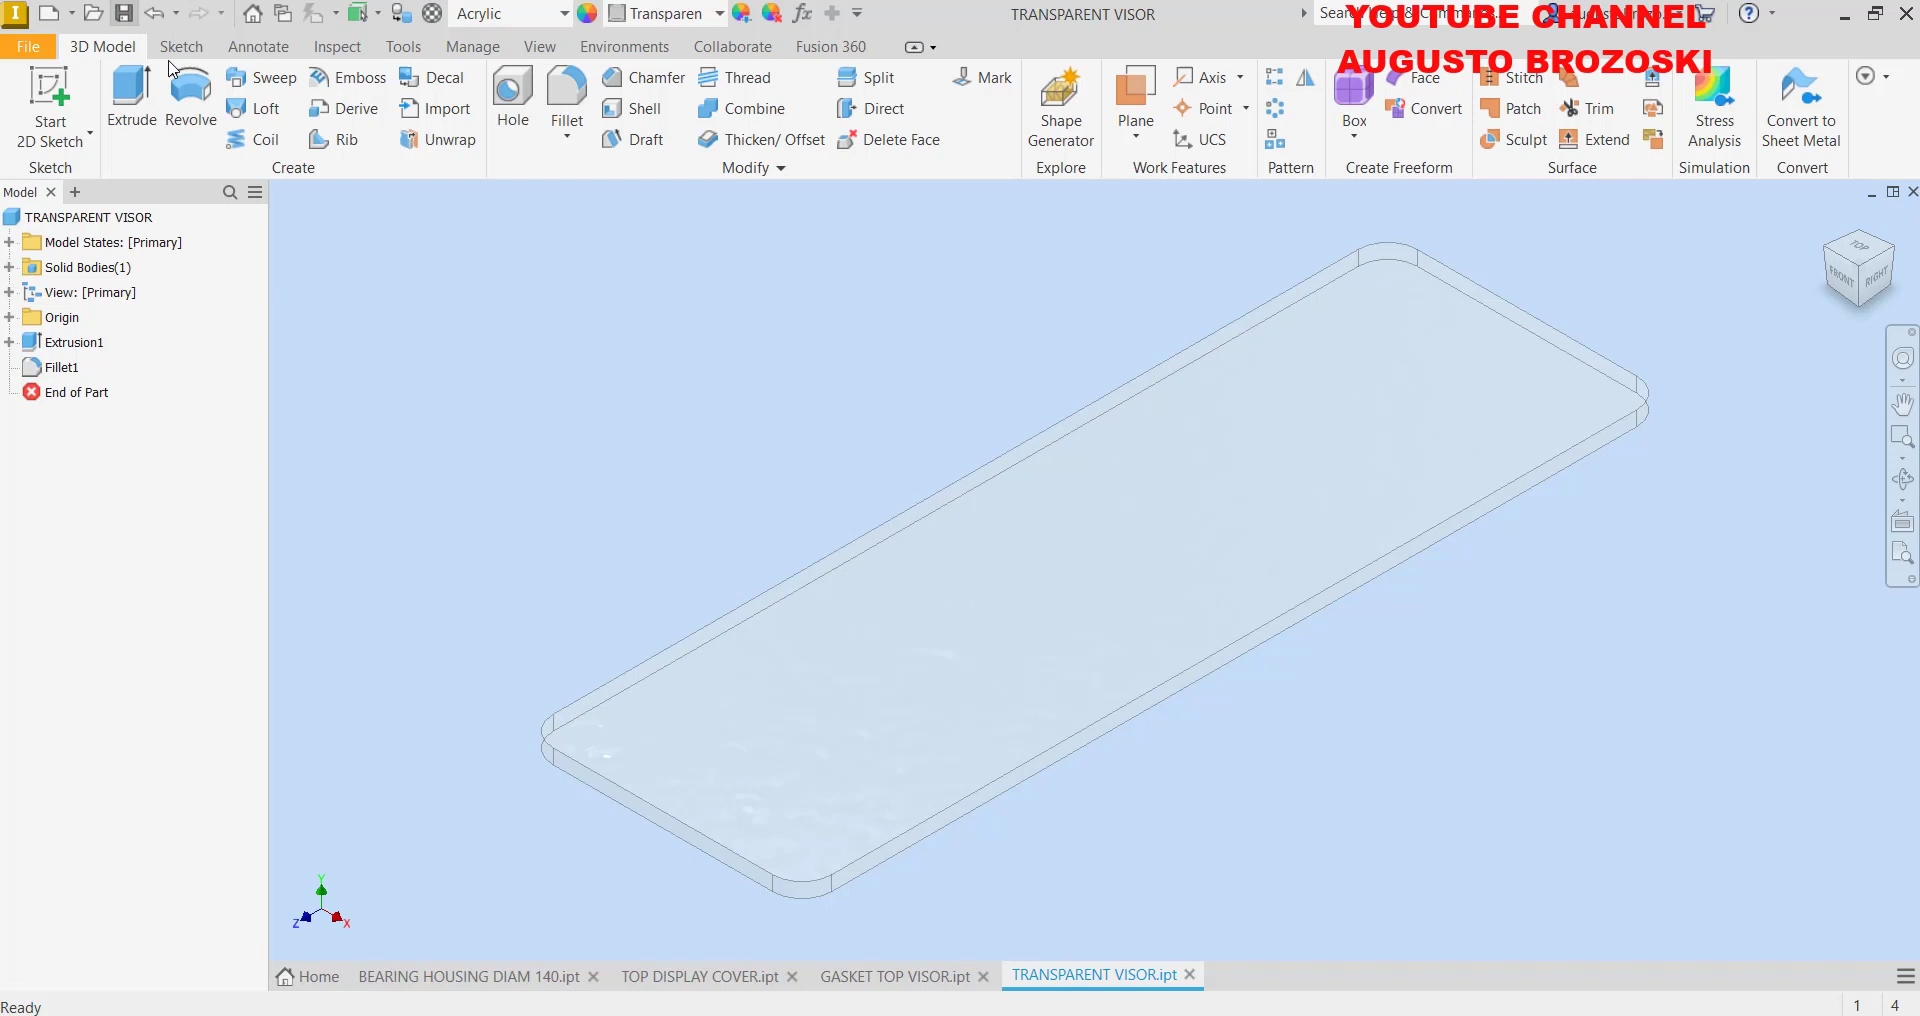 Acrylic
Transparen
fx
TRANSPARENT VISOR
YOUTUBE CHANNEL
AUGUSTO BROZOSKI
File
3D Model
Sketch
Annotate
Inspect
Tools
Manage
View
Environments
Collaborate
Fusion 360
Start
2D Sketch
Extrude
Revolve
Sweep
Loft
Coil
Emboss
Derive
Rib
Decal
Import
Unwrap
Hole
Fillet
Chamfer
Shell
Draft
Thread
Combine
Thicken/ Offset
Split
Direct
Delete Face
Mark
Shape
Generator
Plane
Axis
Point
UCS
Box
Face
Convert
Stitch
Patch
Sculpt
Trim
Extend
Stress
Analysis
Convert to
Sheet Metal
Sketch
Create
Modify
Explore
Work Features
Pattern
Create Freeform
Surface
Simulation
Convert
Model
TRANSPARENT VISOR
Model States: [Primary]
Solid Bodies(1)
View: [Primary]
Origin
Extrusion1
Fillet1
End of Part
TOP
FRONT
RIGHT
Y
Z
X
Home
BEARING HOUSING DIAM 140.ipt
TOP DISPLAY COVER.ipt
GASKET TOP VISOR.ipt
TRANSPARENT VISOR.ipt
Ready
1
4